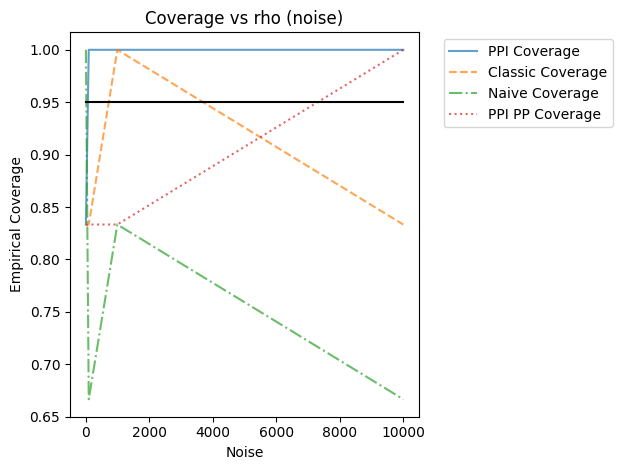 Coverage vs rho (noise)
PPI Coverage
Classic Coverage
Naive Coverage
PPI PP Coverage
Empirical Coverage
1.00
0.95
0.90
0.85
0.80
0.75
0.70
0.65
0 2000 4000 6000 8000 10000
Noise